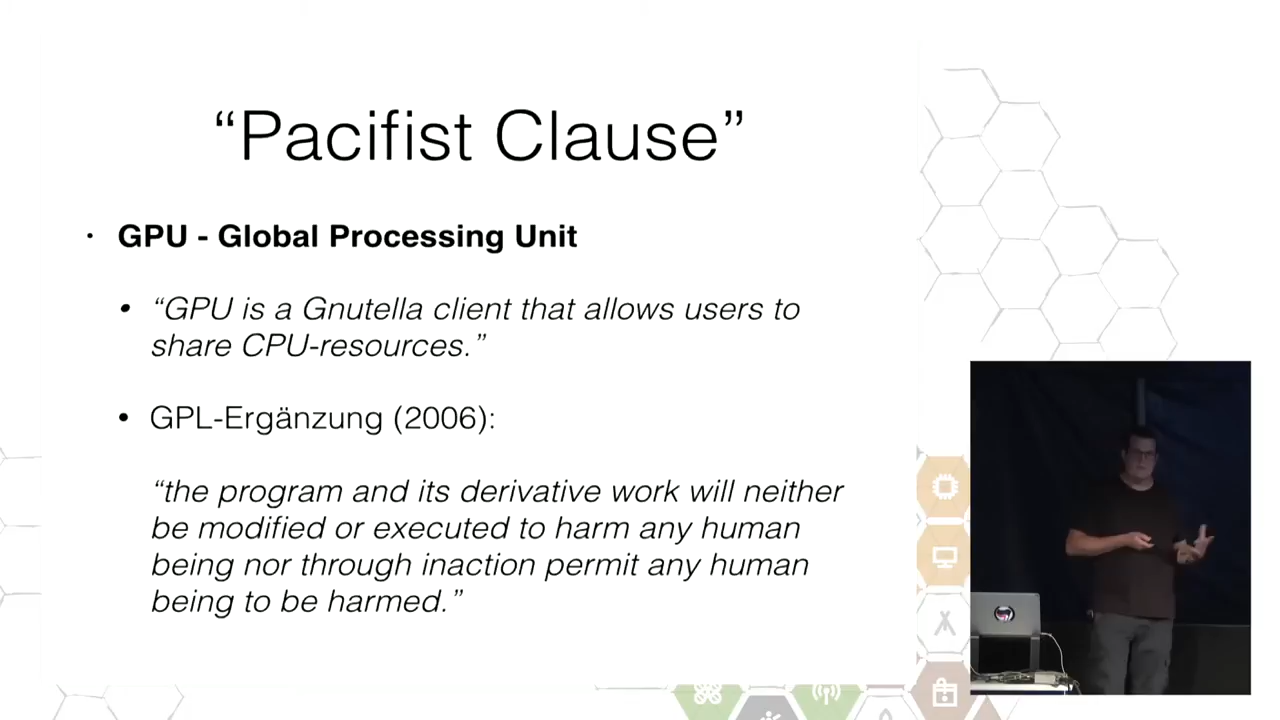 “Pacifist Clause”
• GPU - Global Processing Unit
• “GPU is a Gnutella client that allows users to
share CPU-resources.”
• GPL-Ergänzung (2006):
“the program and its derivative work will neither
be modified or executed to harm any human
being nor through inaction permit any human
being to be harmed.”